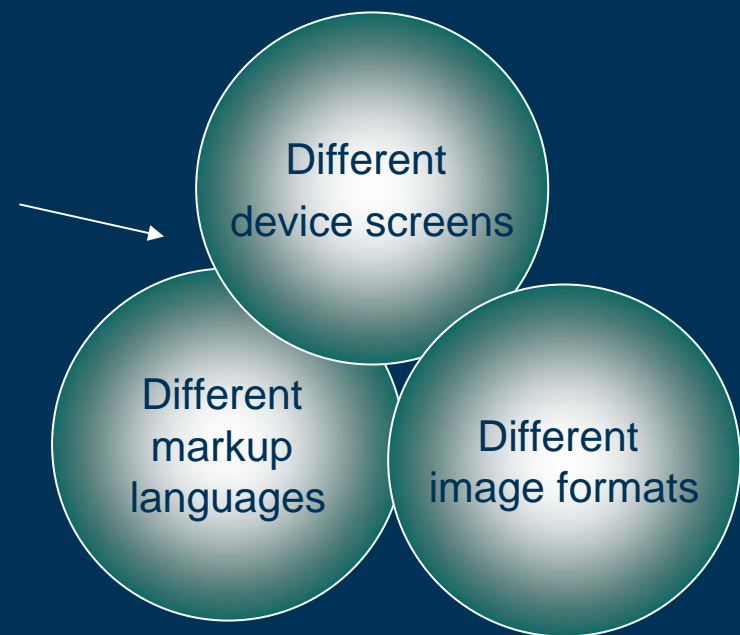 Different
device screens
Different
markup
languages
Different
image formats